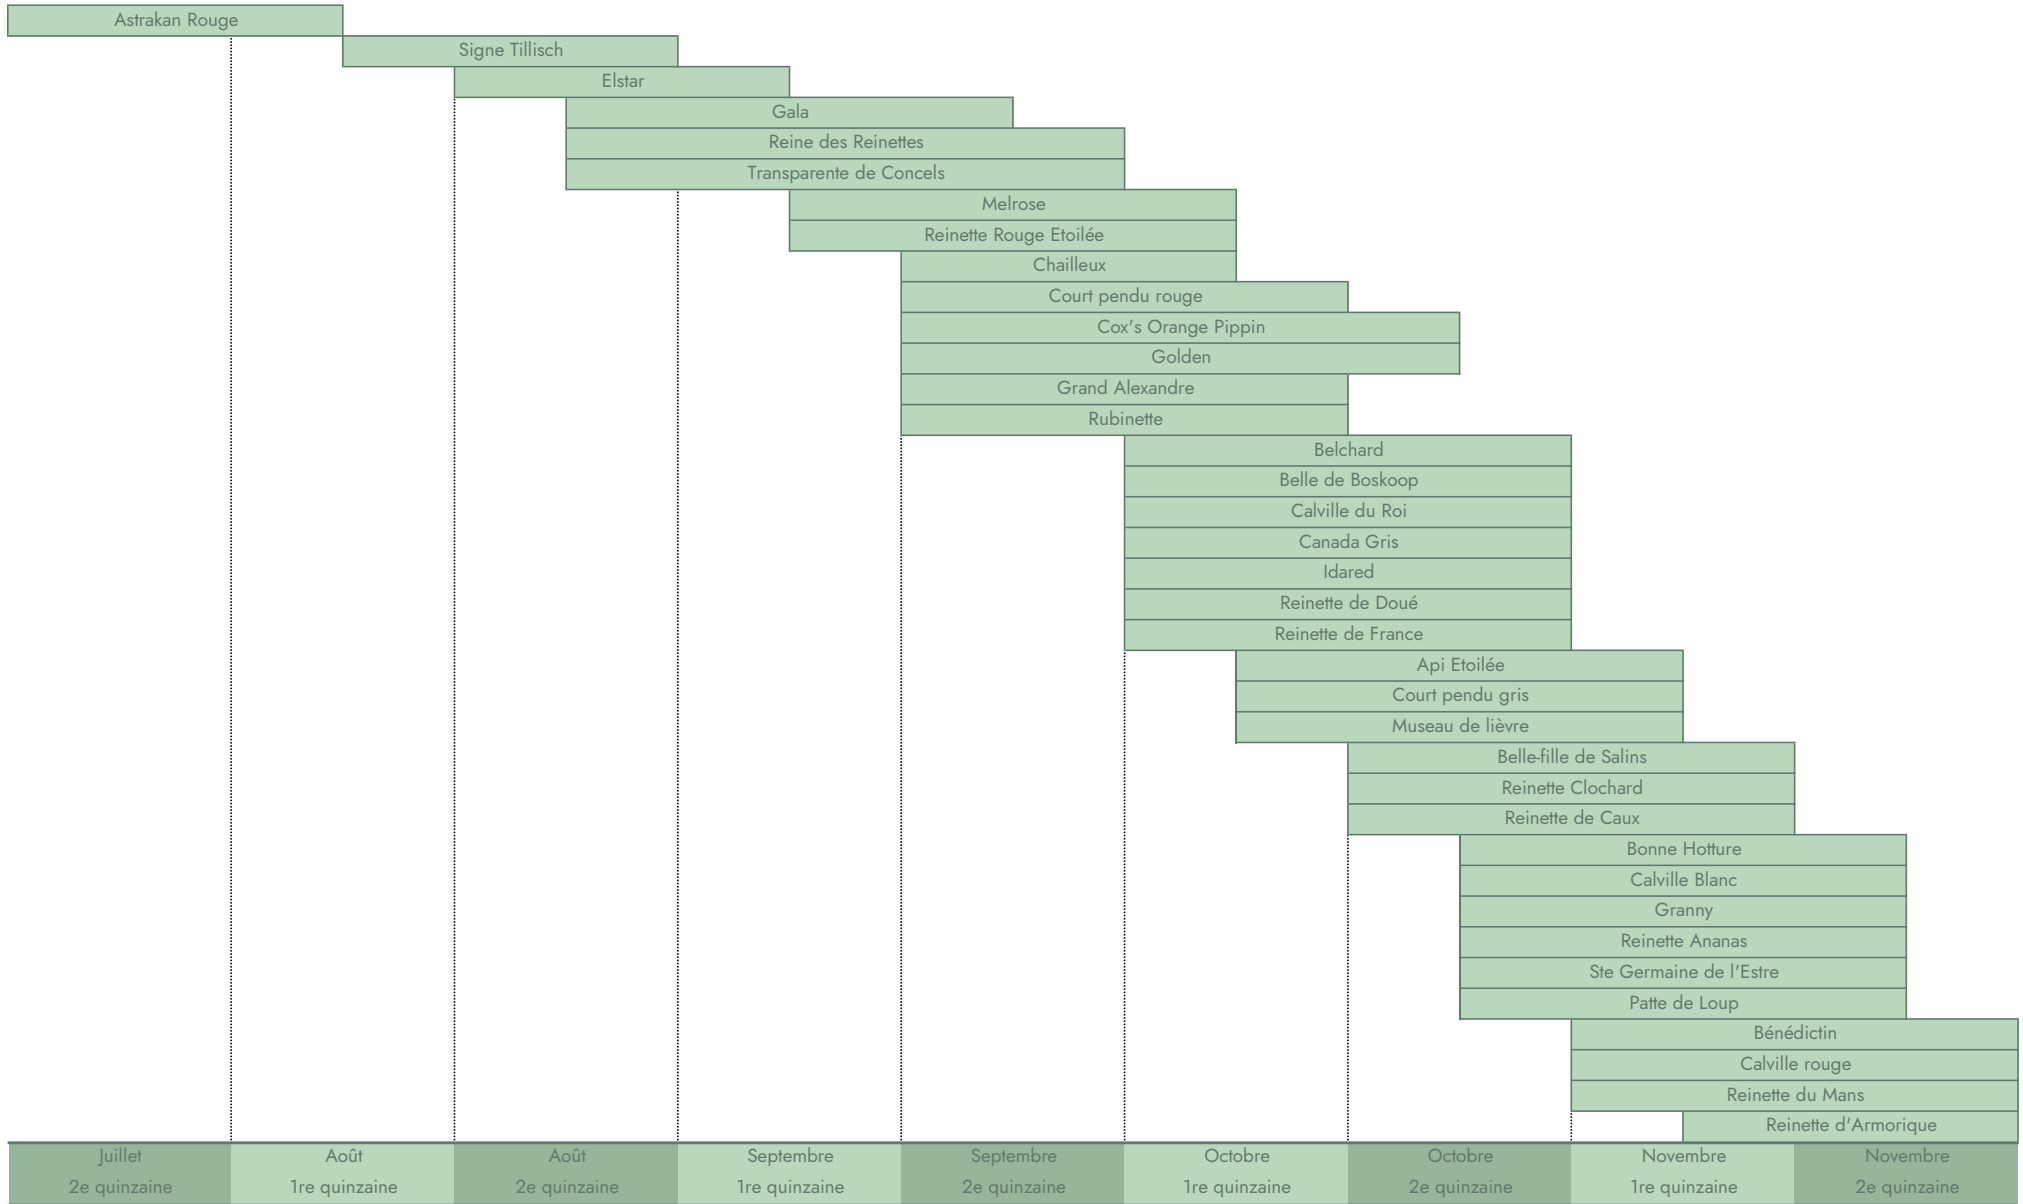 Astrakan Rouge
Signe Tillisch
Elstar
Gala
Reine des Reinettes
Transparente de Concels
Melrose
Reinette Rouge Etoilée
Chailleux
Court pendu rouge
Cox's Orange Pippin
Golden
Grand Alexandre
Rubinette
Belchard
Belle de Boskoop
Calville du Roi
Canada Gris
Idared
Reinette de Doué
Reinette de France
Api Etoilée
Court pendu gris
Museau de lièvre
Belle-fille de Salins
Reinette Clochard
Reinette de Caux
Bonne Hotture
Calville Blanc
Granny
Reinette Ananas
Ste Germaine de l'Estre
Patte de Loup
Bénédictin
Calville rouge
Reinette du Mans
Reinette d'Armorique
Juillet Août Août Septembre Septembre Octobre Octobre Novembre Novembre
2e quinzaine 1re quinzaine 2e quinzaine 1re quinzaine 2e quinzaine 1re quinzaine 2e quinzaine 1re quinzaine 2e quinzaine